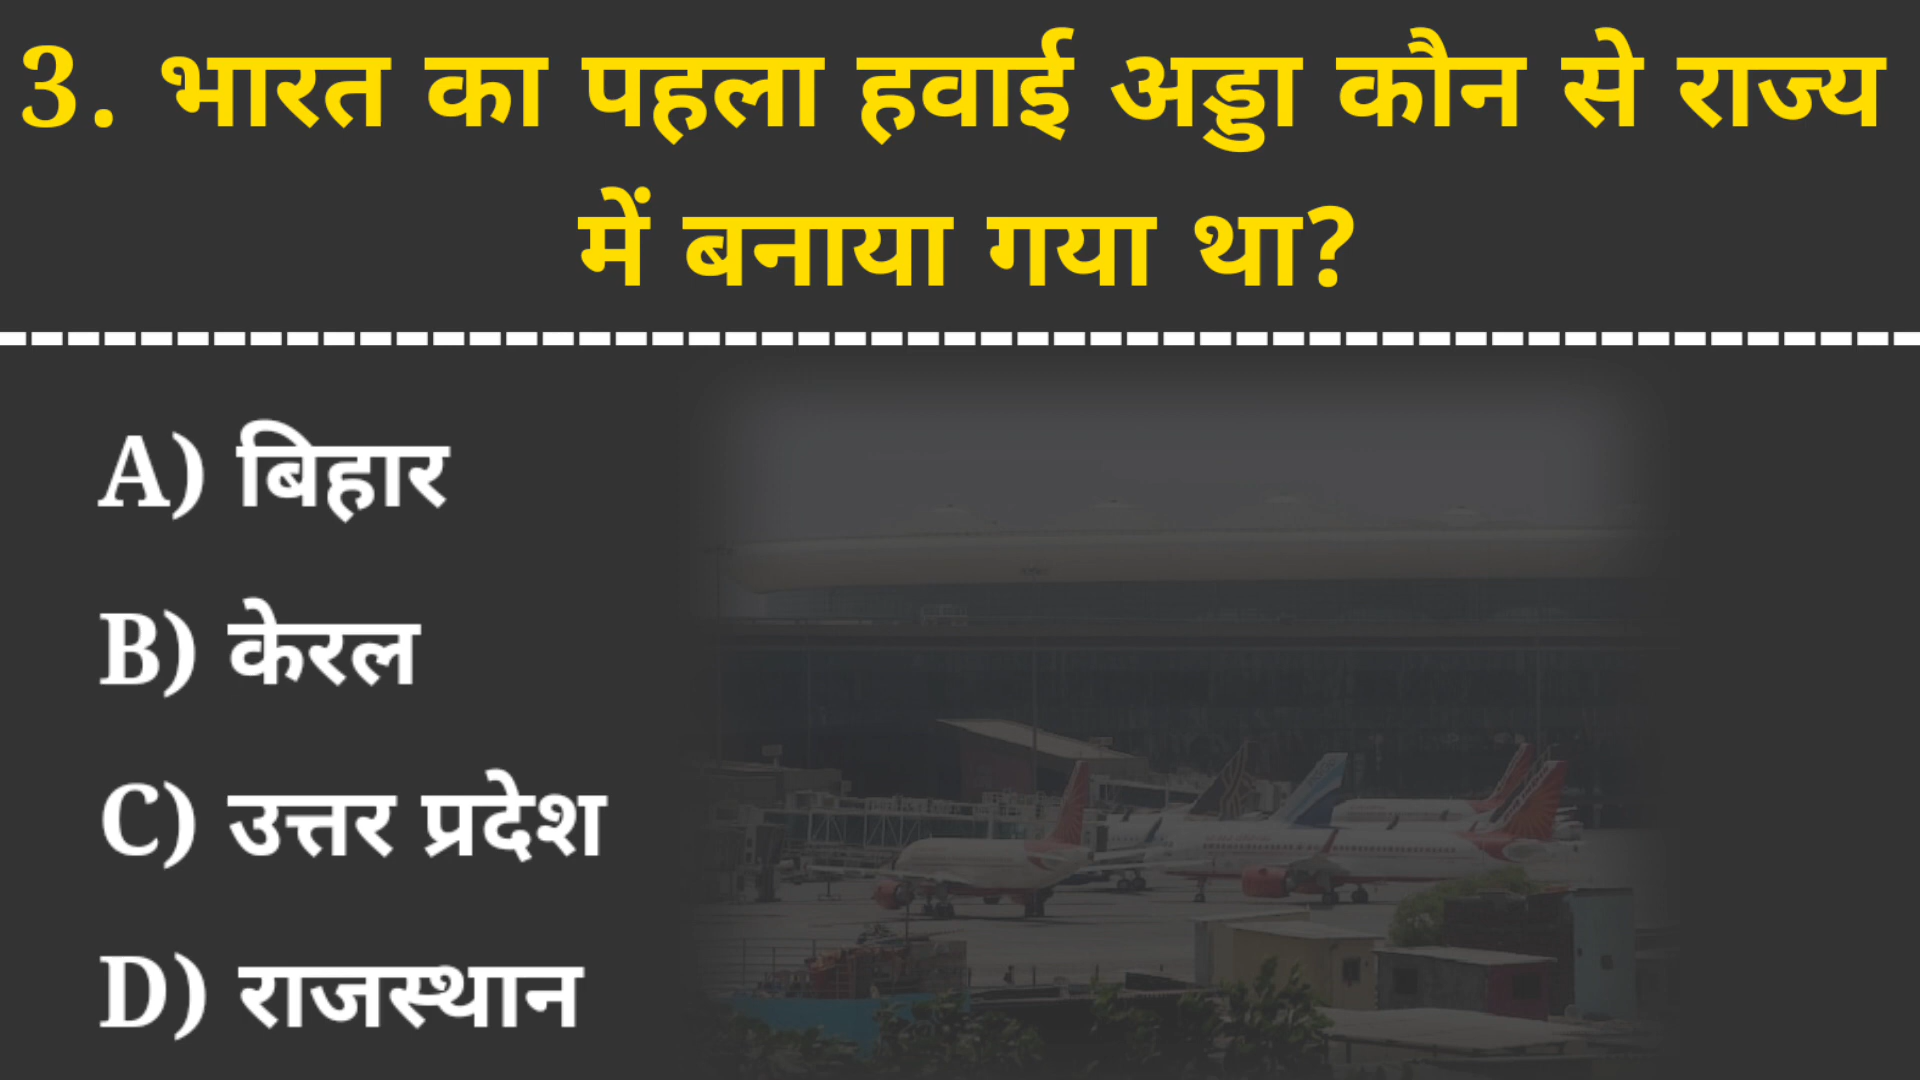 3. भारत का पहला हवाई अड्डा कौन से राज्य
में बनाया गया था?
A) बिहार
B) केरल
C) उत्तर प्रदेश
D) राजस्थान